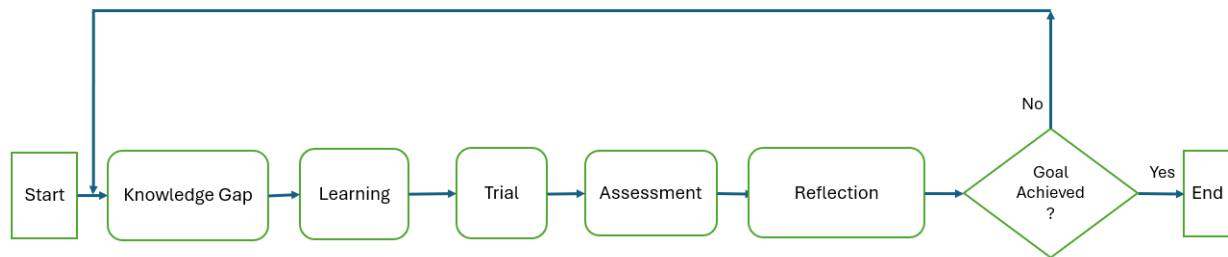 No
Start
Knowledge Gap
Learning
Trial
Assessment
Reflection
Goal
Achieved
?
Yes
End